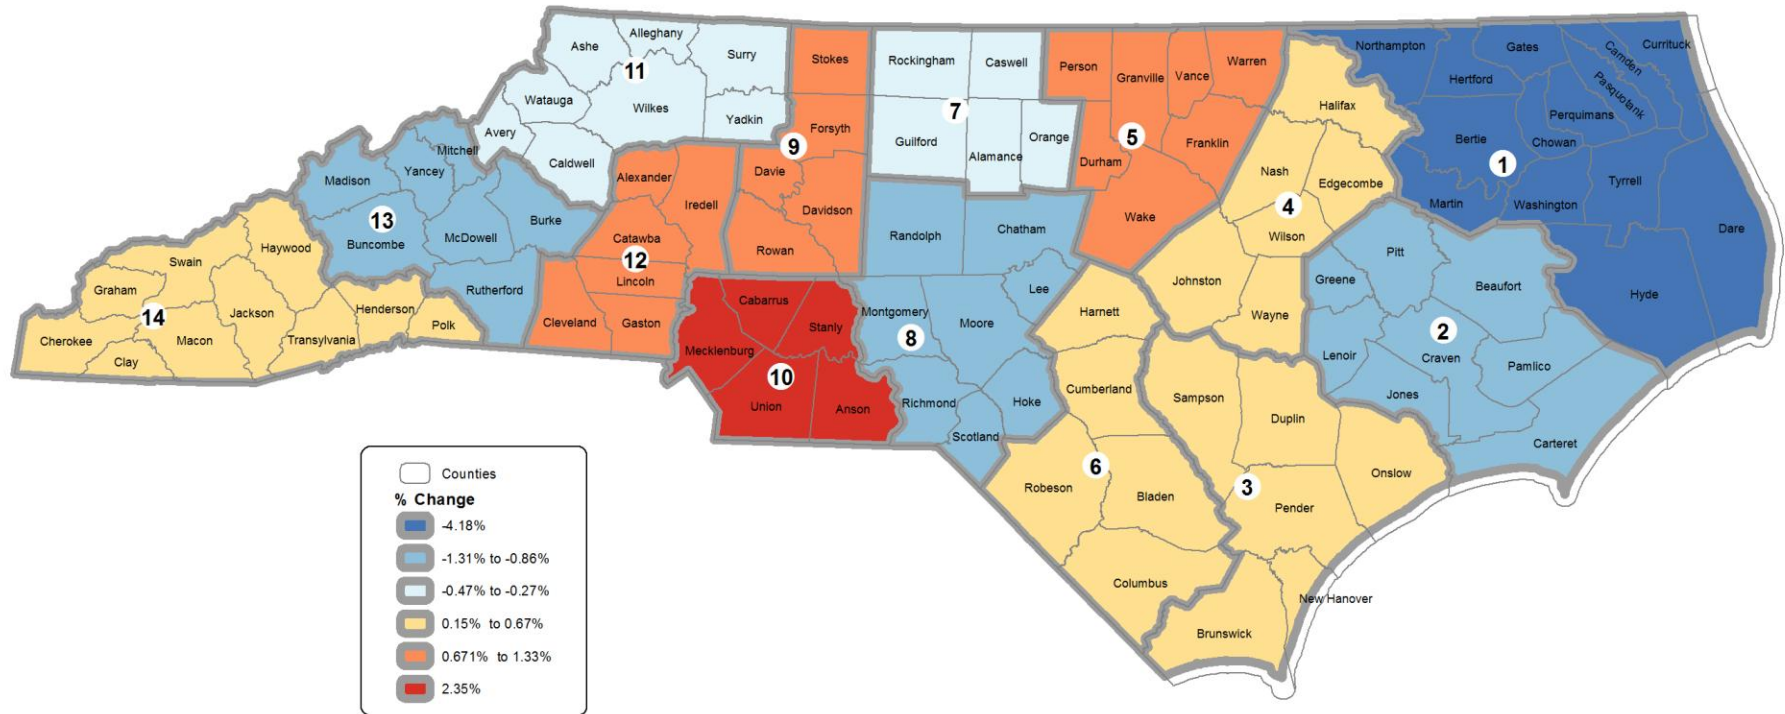 Ashe
Alleghany
Surry
11
Watauga
Wilkes
Yadkin
Avery
Caldwell
Stokes
Forsyth
9
Davie
Davidson
Rowan
Rockingham
Caswell
7
Guilford
Alamance
Orange
Person
Granville
Vance
Warren
5
Durham
Franklin
Wake
Northampton
Gates
Camden
Currituck
Hertford
Pasquotank
Perquimans
Bertie
Chowan
1
Tyrrell
Martin
Washington
Dare
Hyde
Halifax
Nash
Edgecombe
4
Wilson
Johnston
Wayne
Mitchell
Madison
Yancey
13
Buncombe
McDowell
Burke
Rutherford
Alexander
Iredell
Catawba
12
Lincoln
Cleveland
Gaston
Haywood
Swain
Graham
14
Jackson
Henderson
Polk
Cherokee
Macon
Transylvania
Clay
Cabarrus
Stanly
Mecklenburg
10
Union
Anson
Randolph
Chatham
Lee
Montgomery
Moore
8
Richmond
Hoke
Scotland
Pitt
Greene
Beaufort
2
Lenoir
Craven
Pamlico
Jones
Carteret
Harnett
Cumberland
6
Robeson
Bladen
Columbus
Sampson
Duplin
Onslow
3
Pender
New Hanover
Brunswick
Counties
% Change
-4.18%
-1.31% to -0.86%
-0.47% to -0.27%
0.15% to 0.67%
0.671% to 1.33%
2.35%